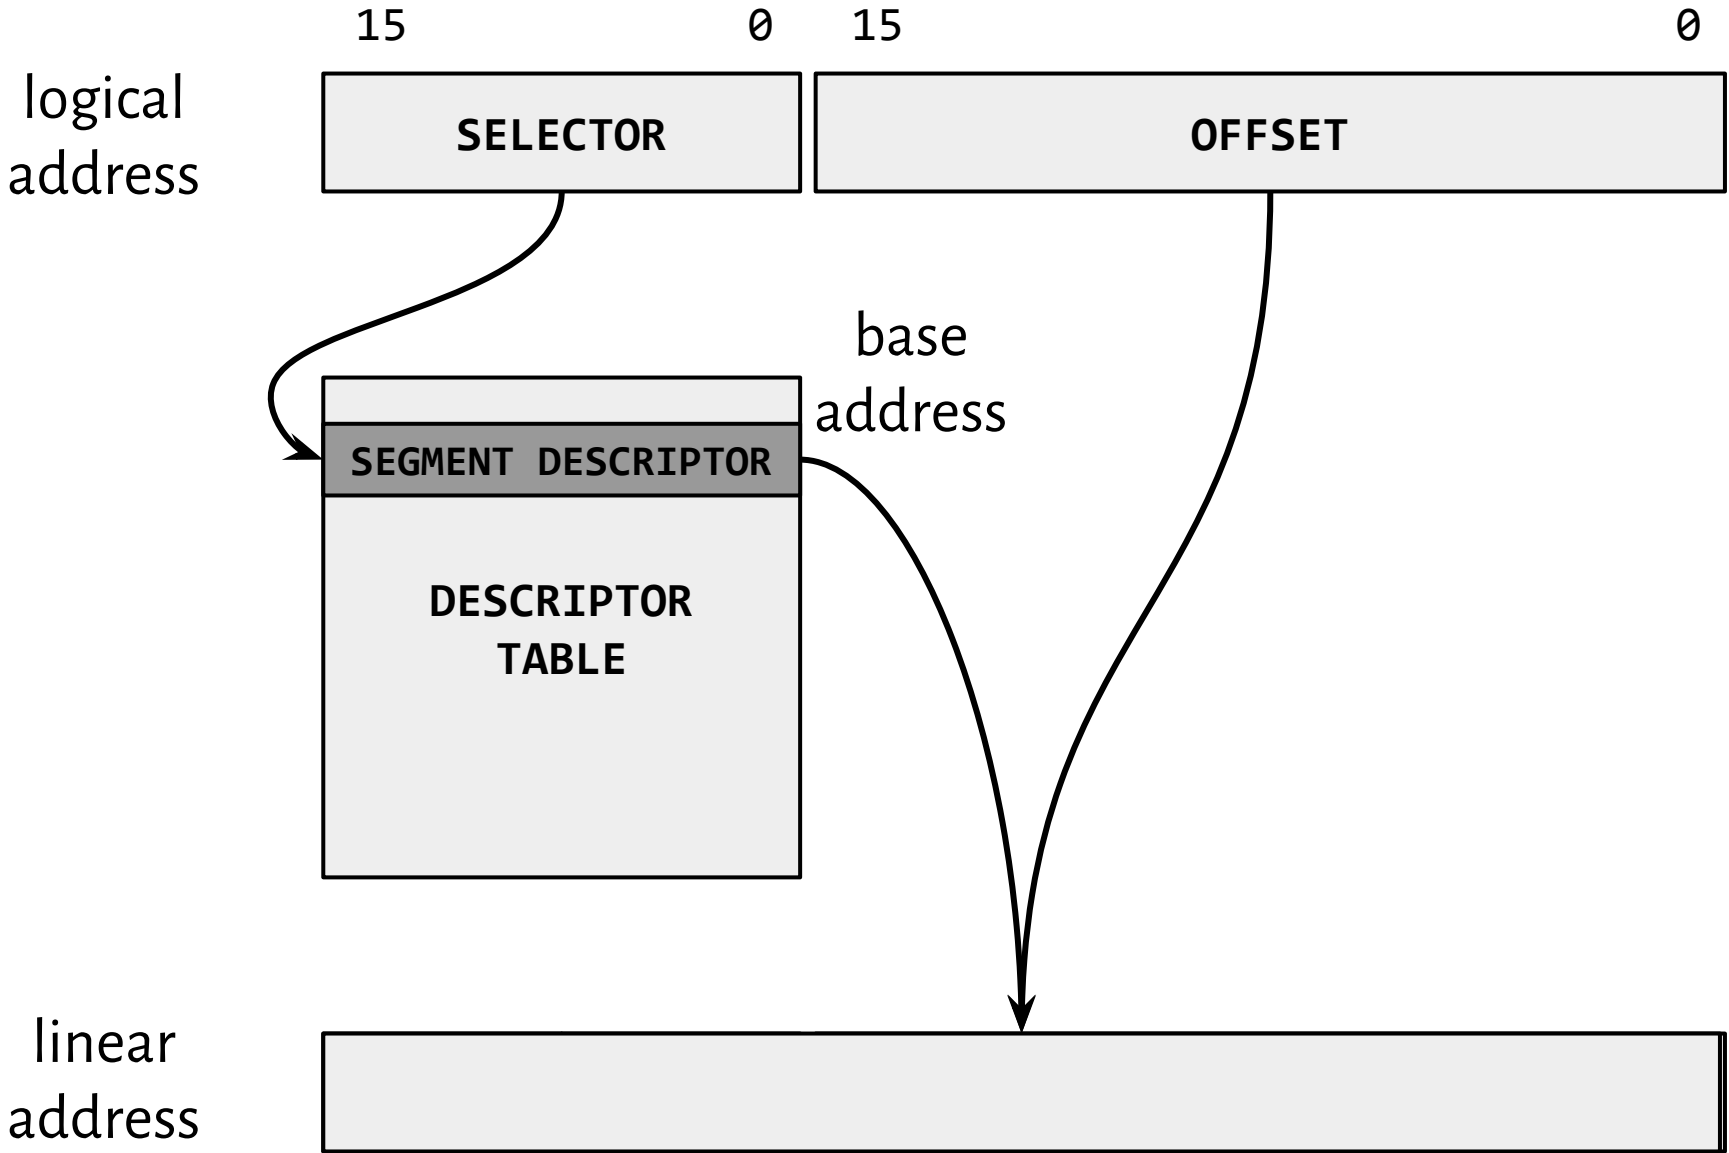 15 0 15 0
logical
address
SELECTOR
OFFSET
base
address
SEGMENT DESCRIPTOR
DESCRIPTOR
TABLE
linear
address